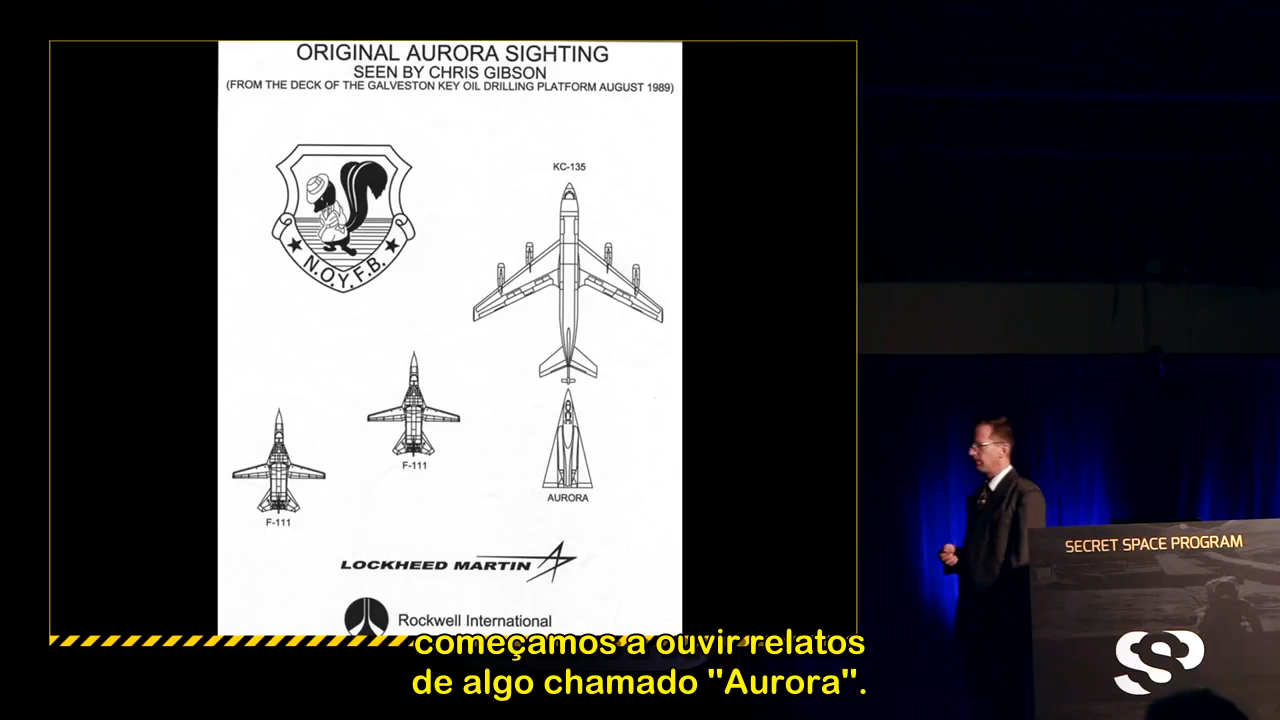 ORIGINAL AURORA SIGHTING
SEEN BY CHRIS GIBSON
(FROM THE DECK OF THE GALVESTON KEY OIL DRILLING PLATFORM AUGUST 1989)
KC-135
N.O.Y.F.B.
F-111
F-111
AURORA
LOCKHEED MARTIN
Rockwell International
SECRET SPACE PROGRAM
SSP
começamos a ouvir relatos
de algo chamado "Aurora".